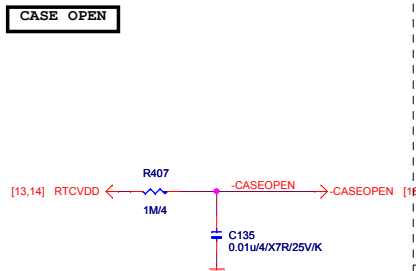 CASE OPEN
R407
[13,14] RTCVDD
-CASEOPEN
-CASEOPEN
1M/4
C135
0.01u/4/X7R/25V/K